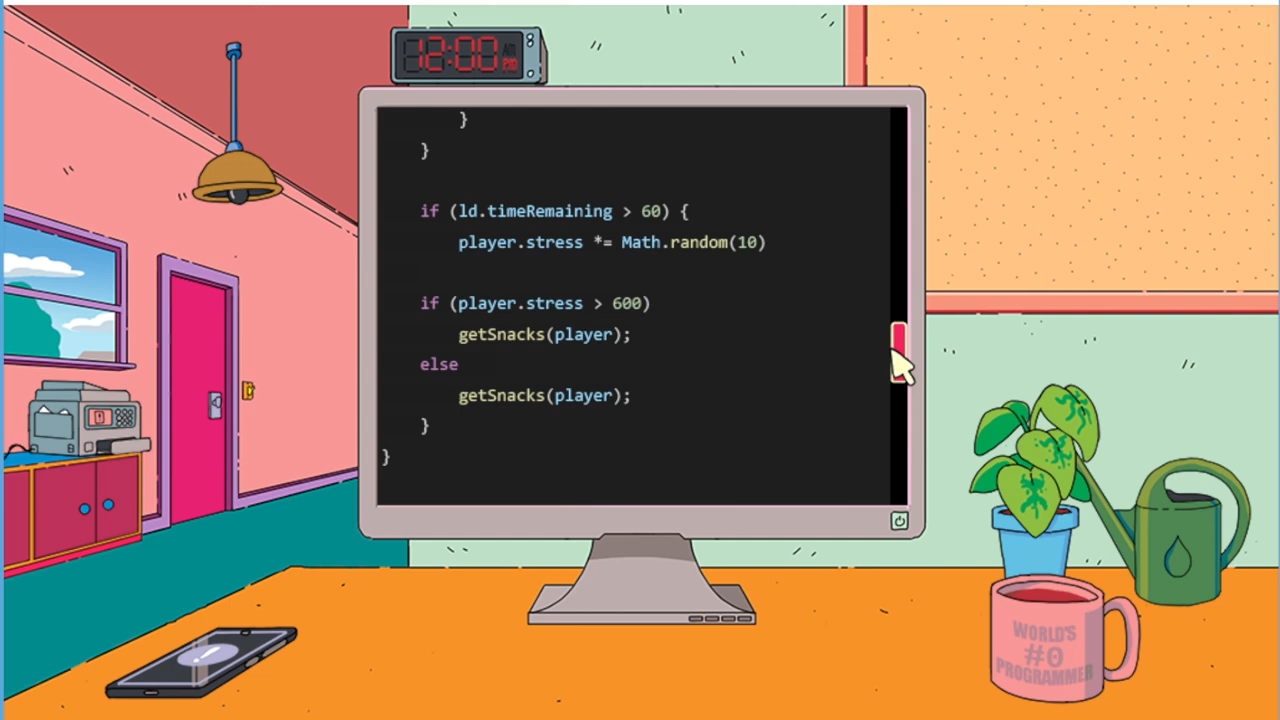 12:00 AM
PM
}
}
if (ld.timeRemaining > 60) {
player.stress *= Math.random(10)
if (player.stress > 600)
getSnacks(player);
else
getSnacks(player);
}
}
WORLD'S
#0
PROGRAMMER